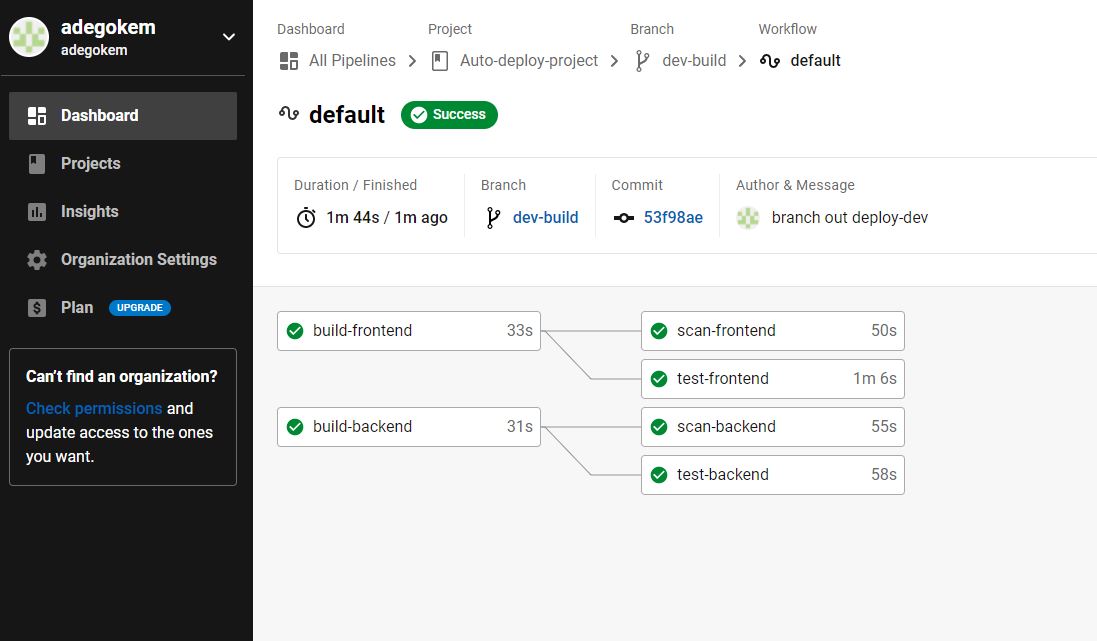 adegokem
adegokem
Dashboard
Projects
Insights
Organization Settings
Plan UPGRADE
Can't find an organization?
Check permissions and
update access to the ones
you want.
Dashboard Project Branch Workflow
All Pipelines Auto-deploy-project dev-build default
default Success
Duration / Finished Branch Commit Author & Message
1m 44s / 1m ago dev-build 53f98ae branch out deploy-dev
build-frontend 33s scan-frontend 50s
test-frontend 1m 6s
build-backend 31s scan-backend 55s
test-backend 58s